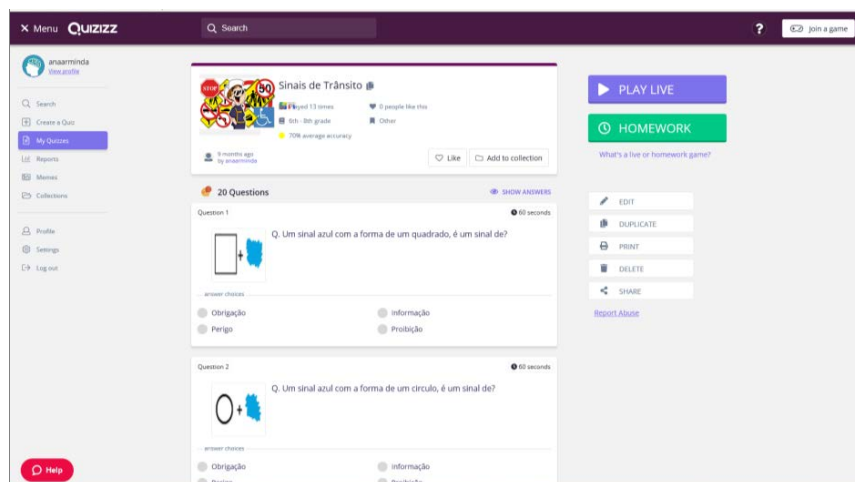 × Menu QUIZIZZ
Search
? Join a game
anaarminda
View profile
Search
Create a Quiz
My Quizzes
Reports
Memes
Collections
Profile
Settings
Log out
Help
STOP
50
Sinais de Trânsito
Played 13 times
0 people like this
6th - 8th grade
Other
70% average accuracy
9 months ago
by anaarminda
Like
Add to collection
20 Questions
SHOW ANSWERS
Question 1
60 seconds
Q. Um sinal azul com a forma de um quadrado, é um sinal de?
+
answer choices
Obrigação
Informação
Perigo
Proibição
Question 2
60 seconds
Q. Um sinal azul com a forma de um circulo, é um sinal de?
+
answer choices
Obrigação
Informação
PLAY LIVE
HOMEWORK
What's a live or homework game?
EDIT
DUPLICATE
PRINT
DELETE
SHARE
Report Abuse